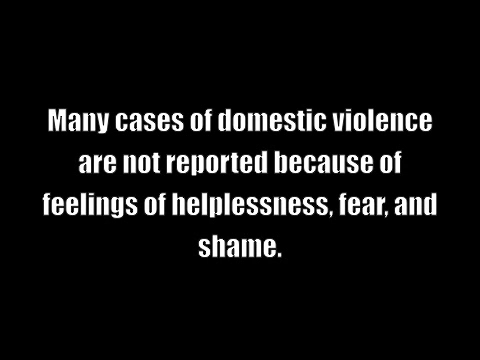 Many cases of domestic violence
are not reported because of
feelings of helplessness, fear, and
shame.